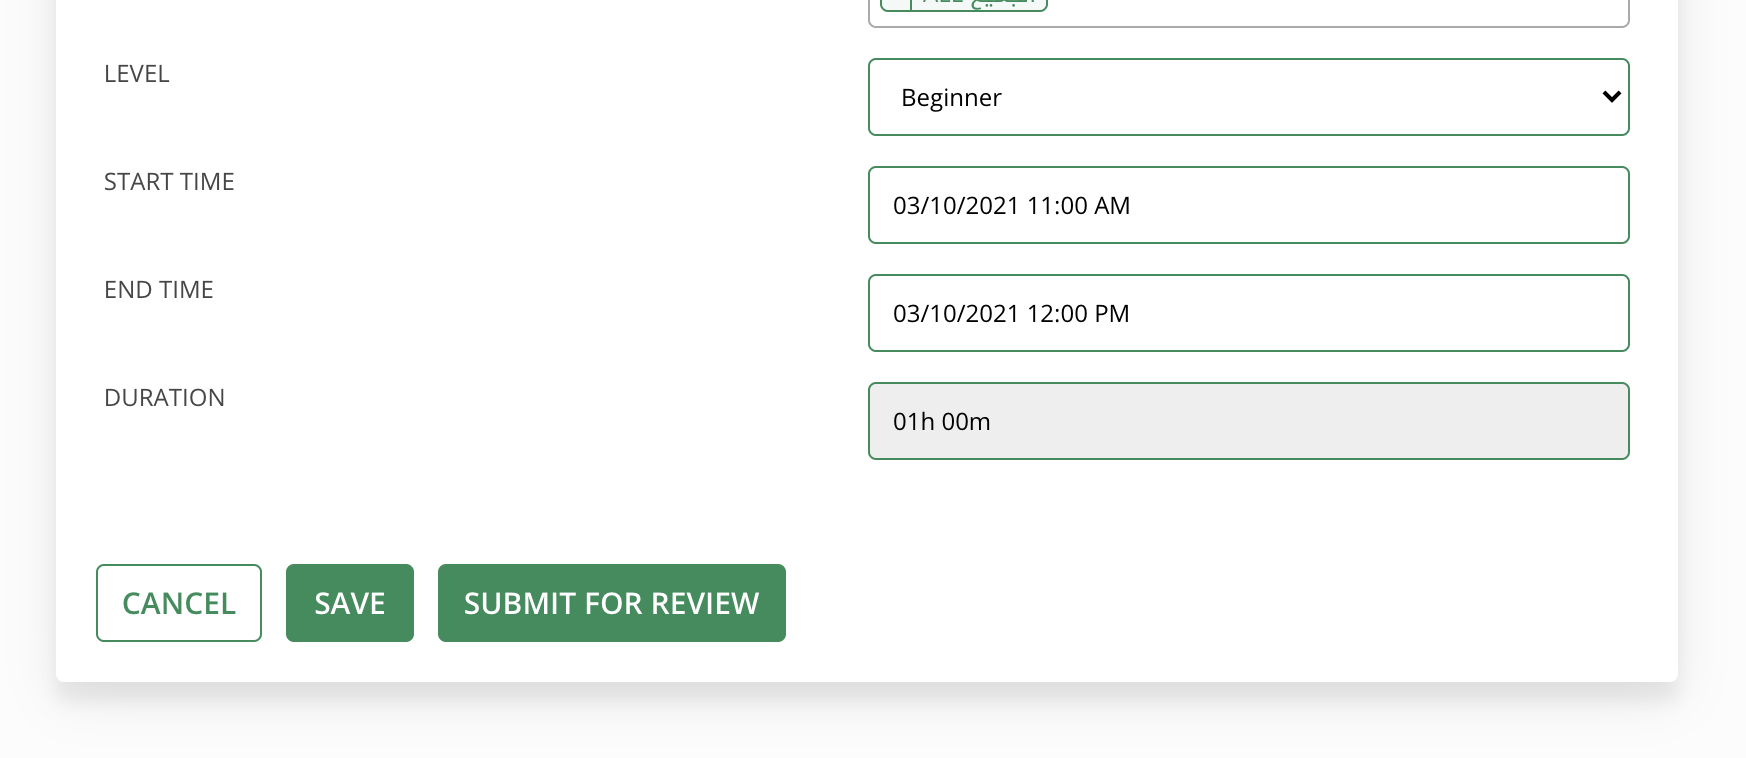 LEVEL
Beginner
START TIME
03/10/2021 11:00 AM
END TIME
03/10/2021 12:00 PM
DURATION
01h 00m
CANCEL
SAVE
SUBMIT FOR REVIEW